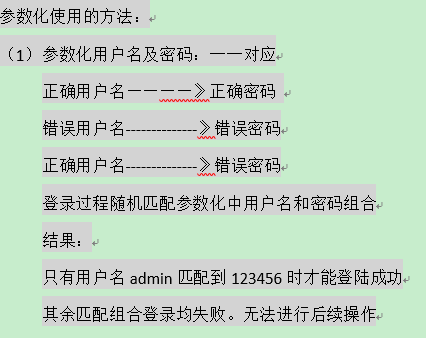 参数化使用的方法：
（1）参数化用户名及密码：一一对应
正确用户名－－－－》正确密码
错误用户名--------------》错误密码
正确用户名--------------》错误密码
登录过程随机匹配参数化中用户名和密码组合
结果：
只有用户名 admin 匹配到 123456 时才能登陆成功
其余匹配组合登录均失败。无法进行后续操作